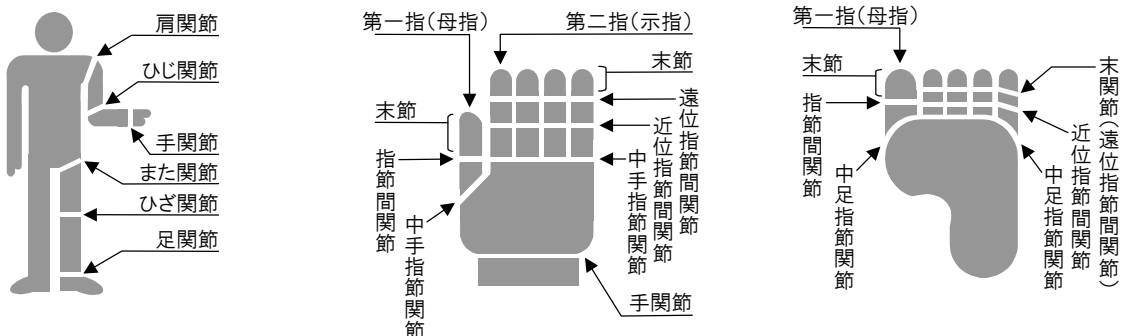 肩関節
ひじ関節
手関節
また関節
ひざ関節
足関節
第一指(母指)
第二指(示指)
末節
末節
指節間関節
中手指節関節
遠位指節間関節
近位指節間関節
中手指節関節
手関節
第一指(母指)
末節
指節間関節
中足指節関節
末関節(遠位指節間関節)
近位指節間関節
中足指節関節